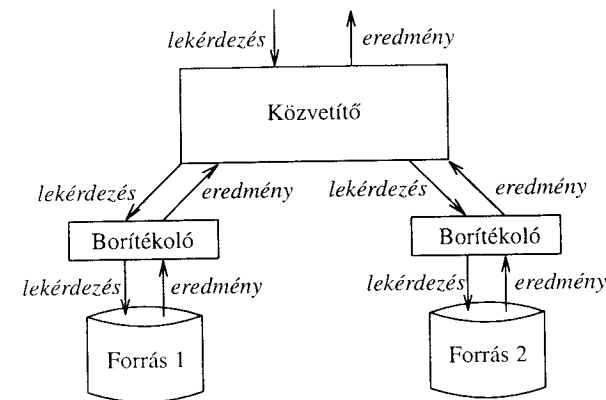 lekérdezés
eredmény
Közvetítő
lekérdezés
eredmény
lekérdezés
eredmény
Borítékoló
Borítékoló
lekérdezés
eredmény
lekérdezés
eredmény
Forrás 1
Forrás 2